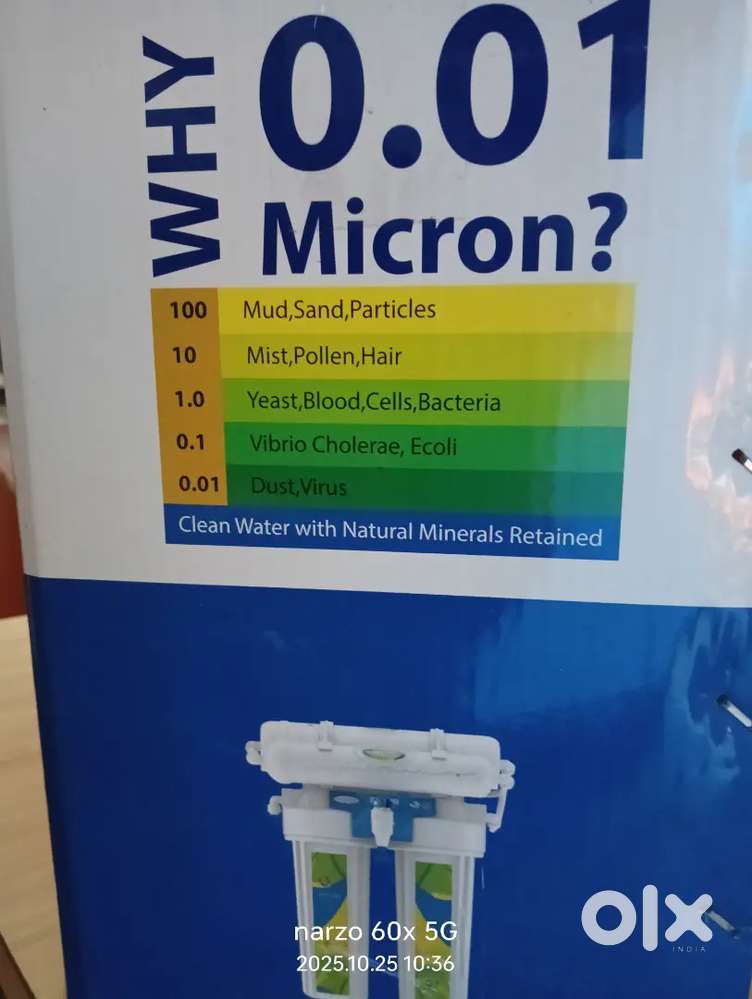 WHY
0.01
Micron?
100 Mud,Sand,Particles
10 Mist,Pollen,Hair
1.0 Yeast,Blood,Cells,Bacteria
0.1 Vibrio Cholerae, Ecoli
0.01 Dust,Virus
Clean Water with Natural Minerals Retained
narzo 60x 5G
2025.10.25 10:36
olx
INDIA